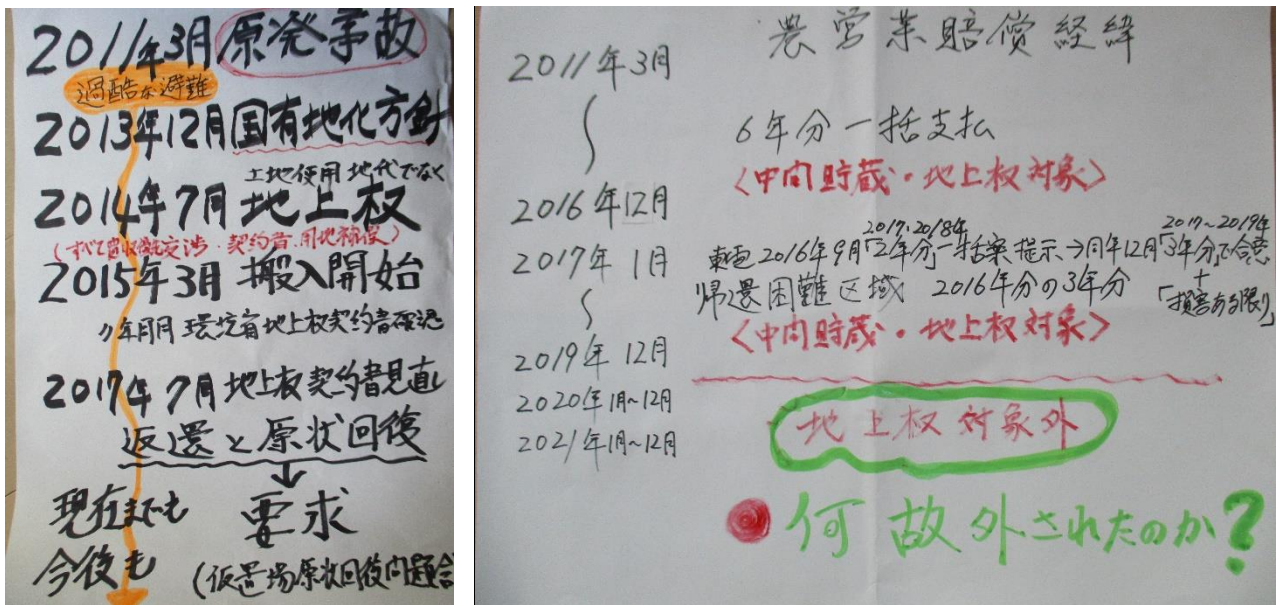 2011年3月 原発事故
過酷な避難
2013年12月 国有地化方針
土地使用 地代でなく
2014年7月 地上権
(すべて買収 交渉・契約書・用地補償)
2015年3月 搬入開始
〃年月 環境省地上権契約書確認
2017年7月 地上権契約書見直し
返還と原状回復
↓
現在までも 要求
今後も (仮置場原状回復問題含
農営業賠償経緯
2011年3月
6年分一括支払
〈中間貯蔵・地上権対象〉
2016年12月
2017・2018年 2017〜2019年
2017年1月 東電2016年9月「2年分」一括案提示→同年12月「3年分」で合意
帰還困難区域 2016年分の3年分 + 「損害ある限り」
〈中間貯蔵・地上権対象〉
2019年12月
2020年1月〜12月
地上権対象外
2021年1月〜12月
何故外されたのか?